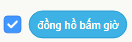 đồng hồ bấm giờ